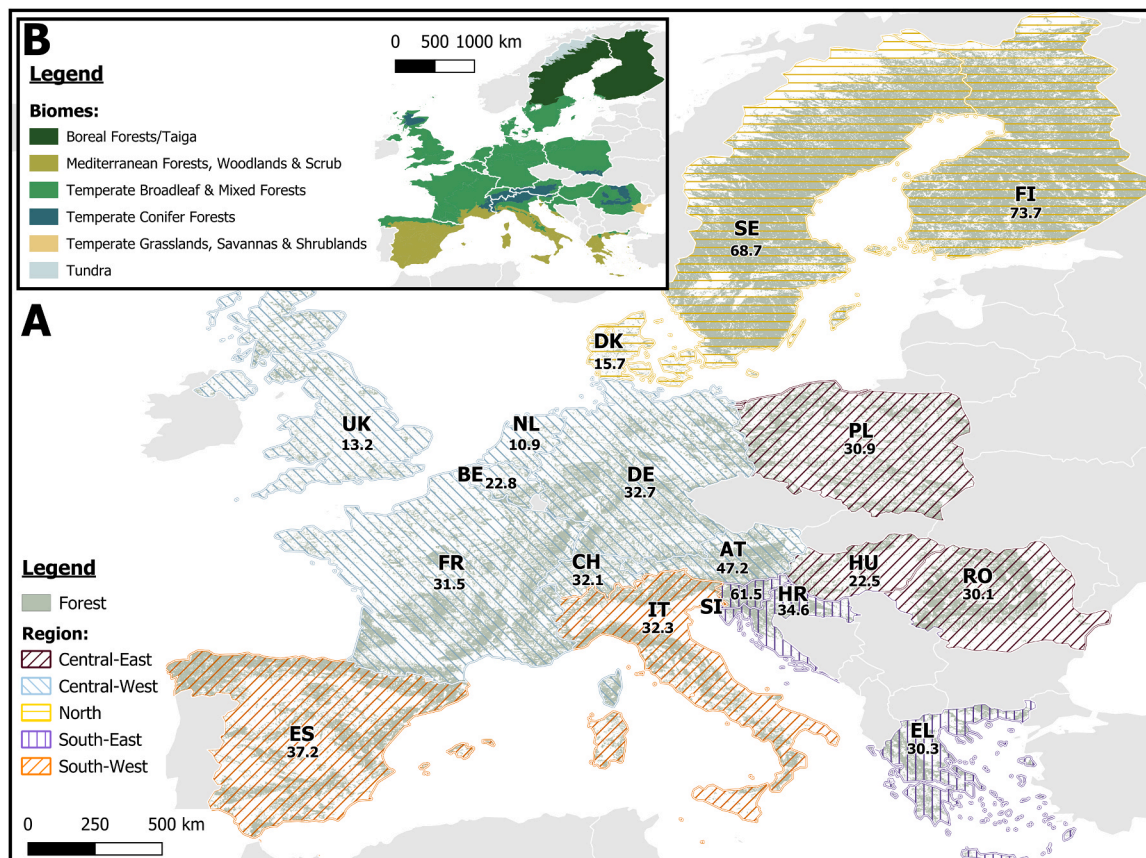 B
0 500 1000 km
Legend
Biomes:
Boreal Forests/Taiga
Mediterranean Forests, Woodlands & Scrub
Temperate Broadleaf & Mixed Forests
Temperate Conifer Forests
Temperate Grasslands, Savannas & Shrublands
Tundra
A
FI
73.7
SE
68.7
DK
15.7
UK
13.2
NL
10.9
BE 22.8
DE
32.7
PL
30.9
FR
31.5
CH
32.1
AT
47.2
HU
22.5
RO
30.1
SI 61.5
HR
34.6
IT
32.3
ES
37.2
EL
30.3
Legend
Forest
Region:
Central-East
Central-West
North
South-East
South-West
0 250 500 km